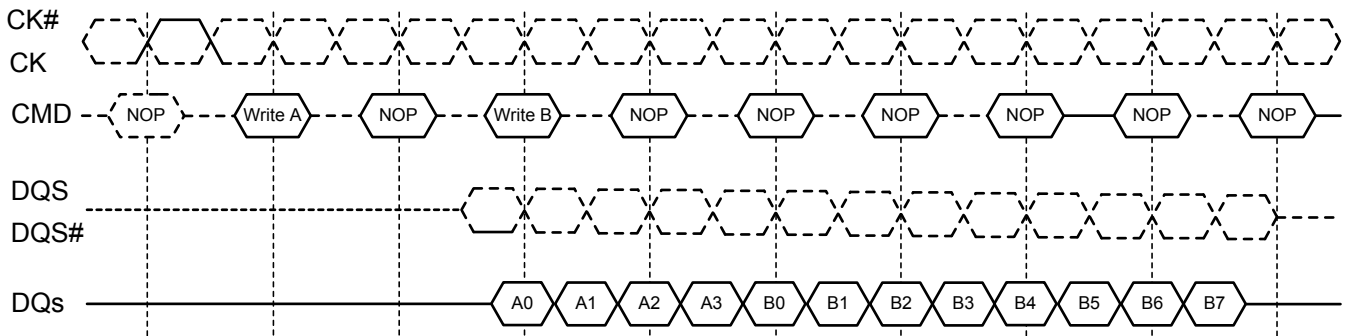 CK#
CK
CMD NOP Write A NOP Write B NOP NOP NOP NOP NOP NOP
DQS
DQS#
DQs A0 A1 A2 A3 B0 B1 B2 B3 B4 B5 B6 B7